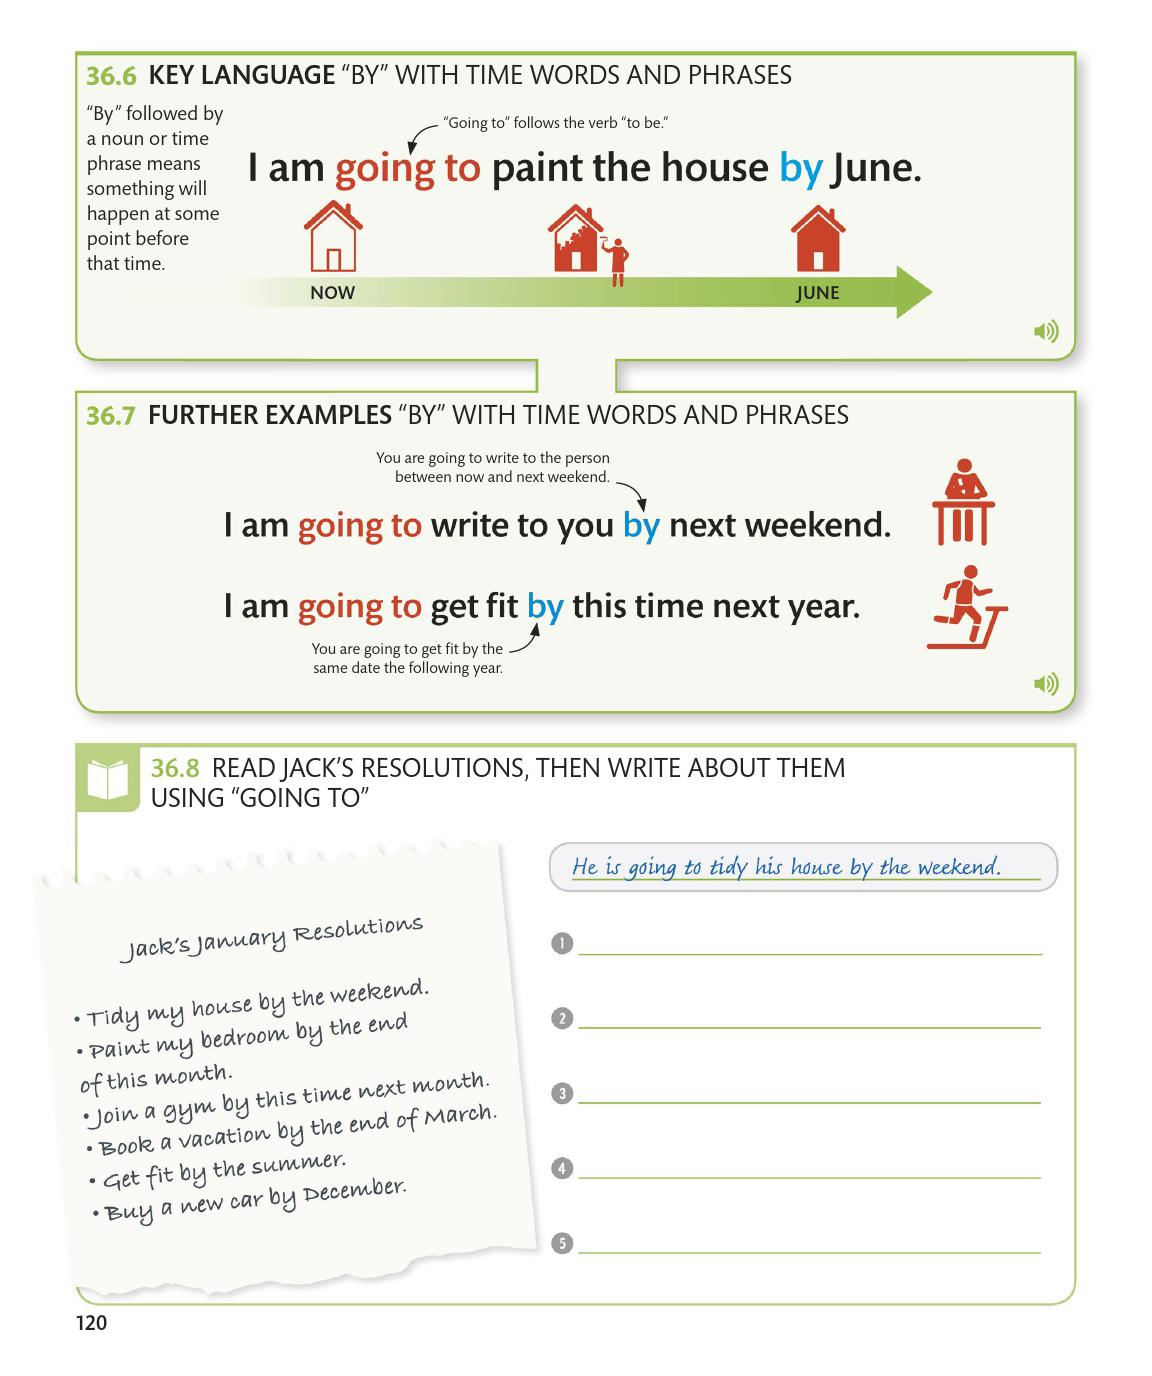 36.6 KEY LANGUAGE “BY” WITH TIME WORDS AND PHRASES
“By” followed by
a noun or time
phrase means
something will
happen at some
point before
that time.
“Going to” follows the verb “to be.”
I am going to paint the house by June.
NOW
JUNE
36.7 FURTHER EXAMPLES “BY” WITH TIME WORDS AND PHRASES
You are going to write to the person
between now and next weekend.
I am going to write to you by next weekend.
I am going to get fit by this time next year.
You are going to get fit by the
same date the following year.
36.8 READ JACK’S RESOLUTIONS, THEN WRITE ABOUT THEM
USING “GOING TO”
Jack’s January Resolutions
• Tidy my house by the weekend.
• Paint my bedroom by the end
of this month.
• Join a gym by this time next month.
• Book a vacation by the end of March.
• Get fit by the summer.
• Buy a new car by December.
He is going to tidy his house by the weekend.
1
2
3
4
5
120